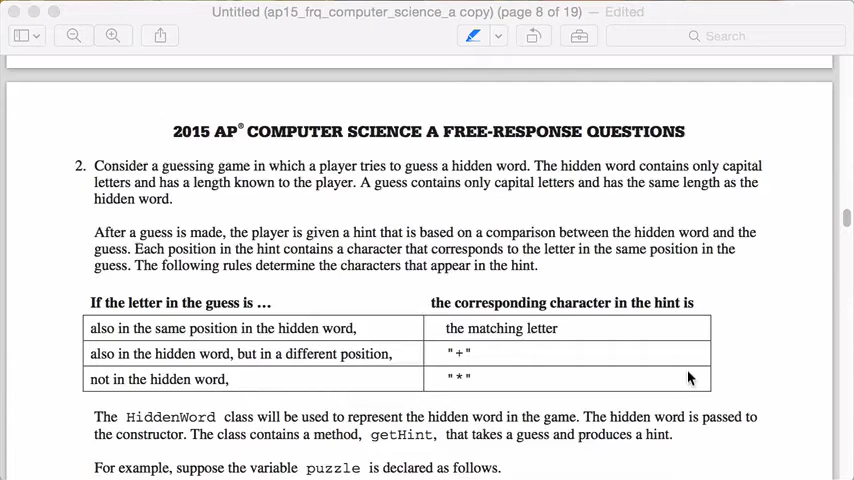 Untitled (ap15_frq_computer_science_a copy) (page 8 of 19) — Edited
Search
2015 AP® COMPUTER SCIENCE A FREE-RESPONSE QUESTIONS
2. Consider a guessing game in which a player tries to guess a hidden word. The hidden word contains only capital
letters and has a length known to the player. A guess contains only capital letters and has the same length as the
hidden word.
After a guess is made, the player is given a hint that is based on a comparison between the hidden word and the
guess. Each position in the hint contains a character that corresponds to the letter in the same position in the
guess. The following rules determine the characters that appear in the hint.
If the letter in the guess is ... the corresponding character in the hint is
also in the same position in the hidden word, the matching letter
also in the hidden word, but in a different position, "+"
not in the hidden word, "*"
The HiddenWord class will be used to represent the hidden word in the game. The hidden word is passed to
the constructor. The class contains a method, getHint, that takes a guess and produces a hint.
For example, suppose the variable puzzle is declared as follows.